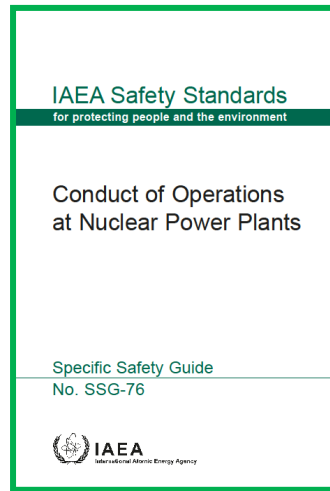 IAEA Safety Standards
for protecting people and the environment
Conduct of Operations
at Nuclear Power Plants
Specific Safety Guide
No. SSG-76
IAEA
International Atomic Energy Agency